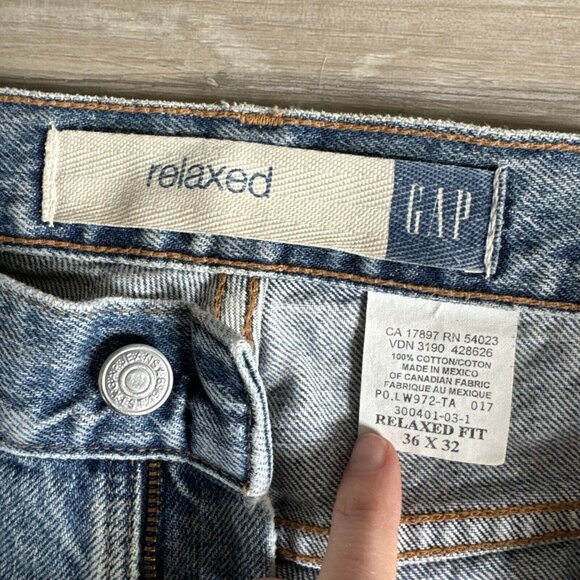 relaxed
GAP
CA 17897 RN 54023
VDN 3190 428626
100% COTTON/COTON
MADE IN MEXICO
OF CANADIAN FABRIC
FABRIQUE AU MEXIQUE
P.O.LW972-TA 017
300401-03-1
RELAXED FIT
36 X 32